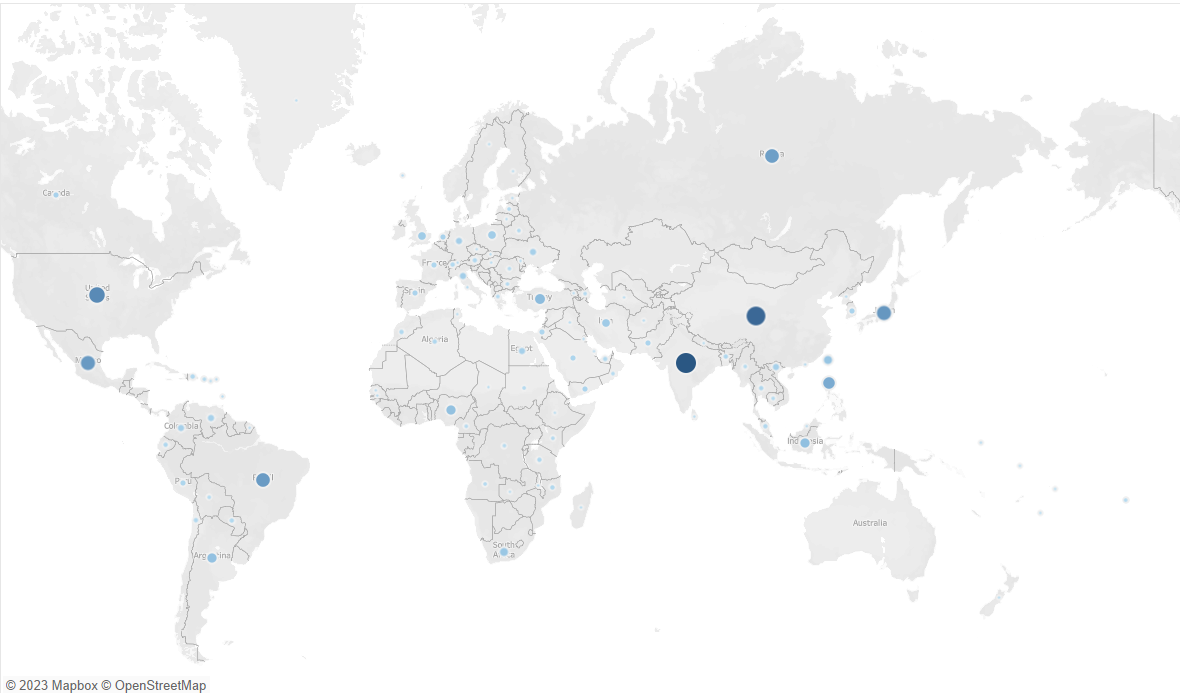 Canada
United
States
Mexico
Colombia
Peru
Brazil
Argentina
France
Spain
Turkey
Algeria
Egypt
Iran
South
Africa
Russia
Indonesia
Australia
© 2023 Mapbox © OpenStreetMap